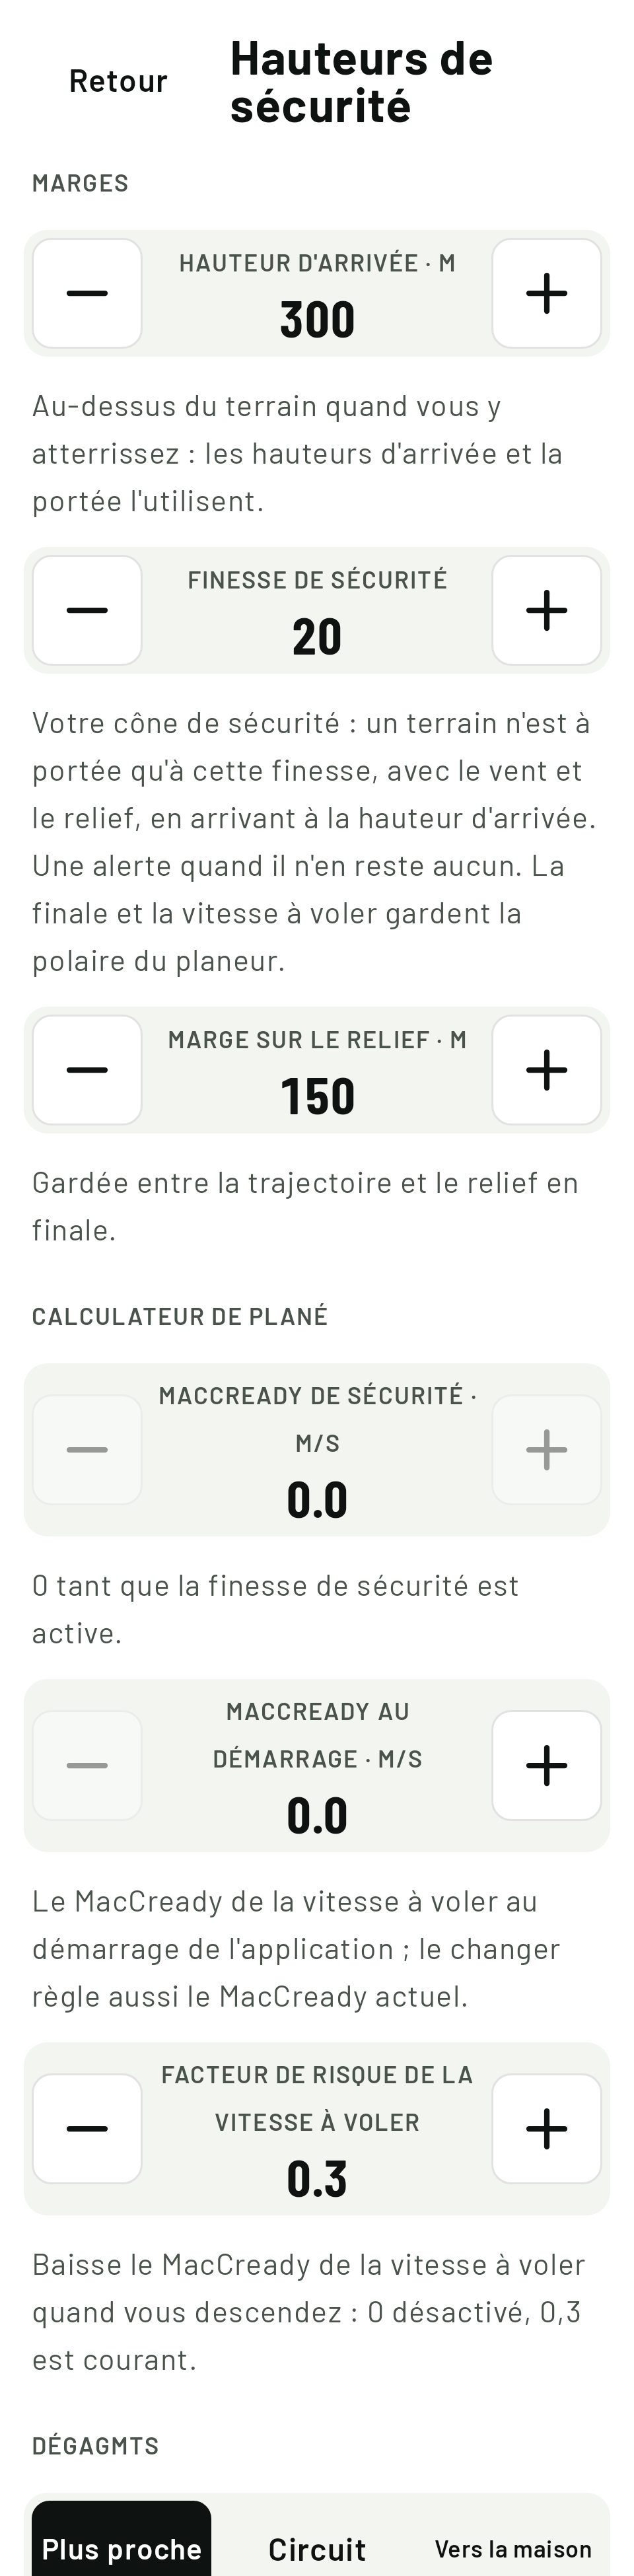 Retour
Hauteurs de
sécurité
MARGES
HAUTEUR D'ARRIVÉE · M
300
Au-dessus du terrain quand vous y
atterrissez : les hauteurs d'arrivée et la
portée l'utilisent.
FINESSE DE SÉCURITÉ
20
Votre cône de sécurité : un terrain n'est à
portée qu'à cette finesse, avec le vent et
le relief, en arrivant à la hauteur d'arrivée.
Une alerte quand il n'en reste aucun. La
finale et la vitesse à voler gardent la
polaire du planeur.
MARGE SUR LE RELIEF · M
150
Gardée entre la trajectoire et le relief en
finale.
CALCULATEUR DE PLANÉ
MACCREADY DE SÉCURITÉ ·
M/S
0.0
0 tant que la finesse de sécurité est
active.
MACCREADY AU
DÉMARRAGE · M/S
0.0
Le MacCready de la vitesse à voler au
démarrage de l'application ; le changer
règle aussi le MacCready actuel.
FACTEUR DE RISQUE DE LA
VITESSE À VOLER
0.3
Baisse le MacCready de la vitesse à voler
quand vous descendez : 0 désactivé, 0,3
est courant.
DÉGAGMTS
Plus proche
Circuit
Vers la maison